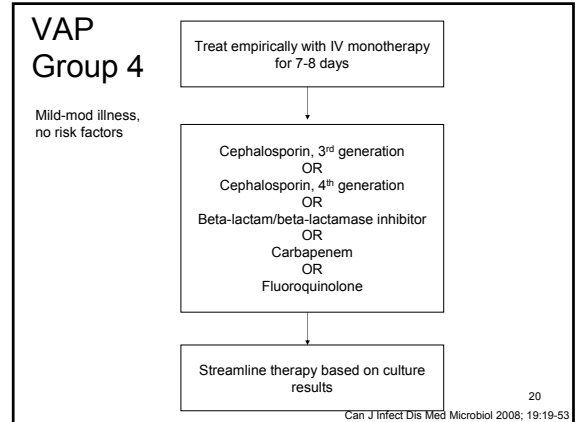 VAP
Group 4
Mild-mod illness,
no risk factors
Treat empirically with IV monotherapy
for 7-8 days
Cephalosporin, 3rd generation
OR
Cephalosporin, 4th generation
OR
Beta-lactam/beta-lactamase inhibitor
OR
Carbapenem
OR
Fluoroquinolone
Streamline therapy based on culture
results
20
Can J Infect Dis Med Microbiol 2008; 19:19-53